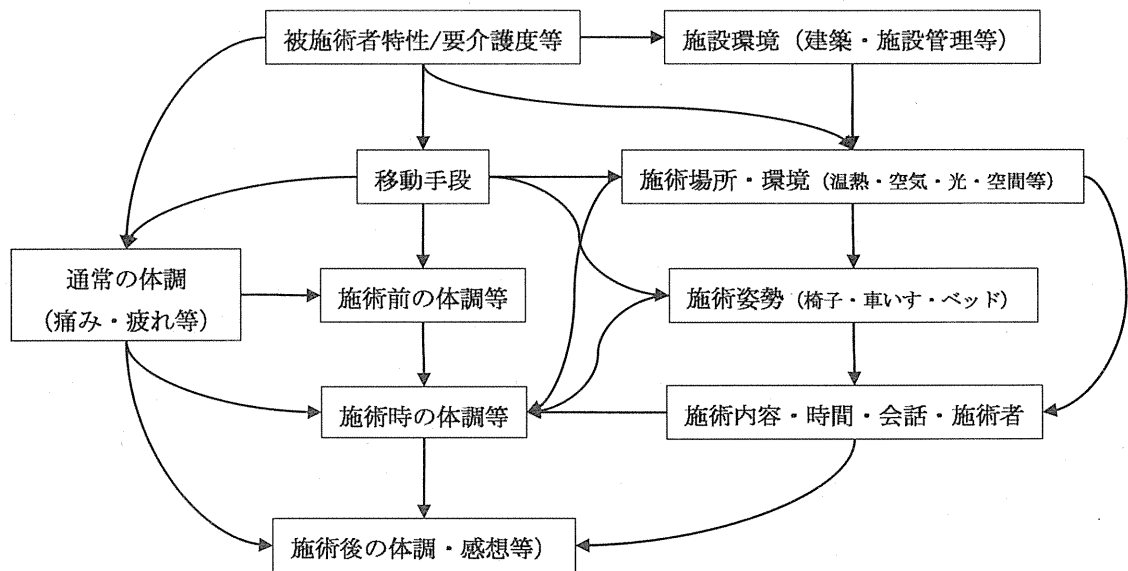 被施術者特性/要介護度等
施設環境（建築・施設管理等）
移動手段
施術場所・環境（温熱・空気・光・空間等）
通常の体調
（痛み・疲れ等）
施術前の体調等
施術姿勢（椅子・車いす・ベッド）
施術時の体調等
施術内容・時間・会話・施術者
施術後の体調・感想等）